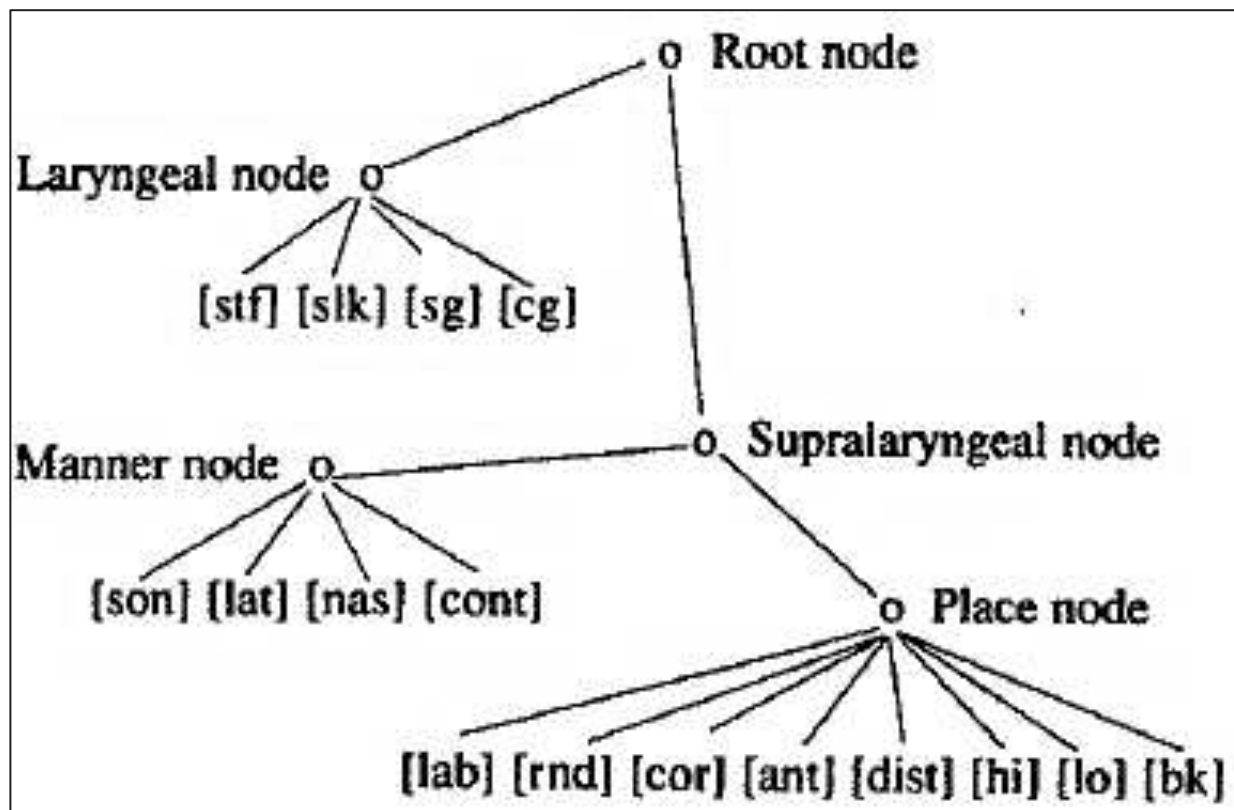 o Root node
Laryngeal node o
[stf] [slk] [sg] [cg]
o Supralaryngeal node
Manner node o
[son] [lat] [nas] [cont]
o Place node
[lab] [rnd] [cor] [ant] [dist] [hi] [lo] [bk]